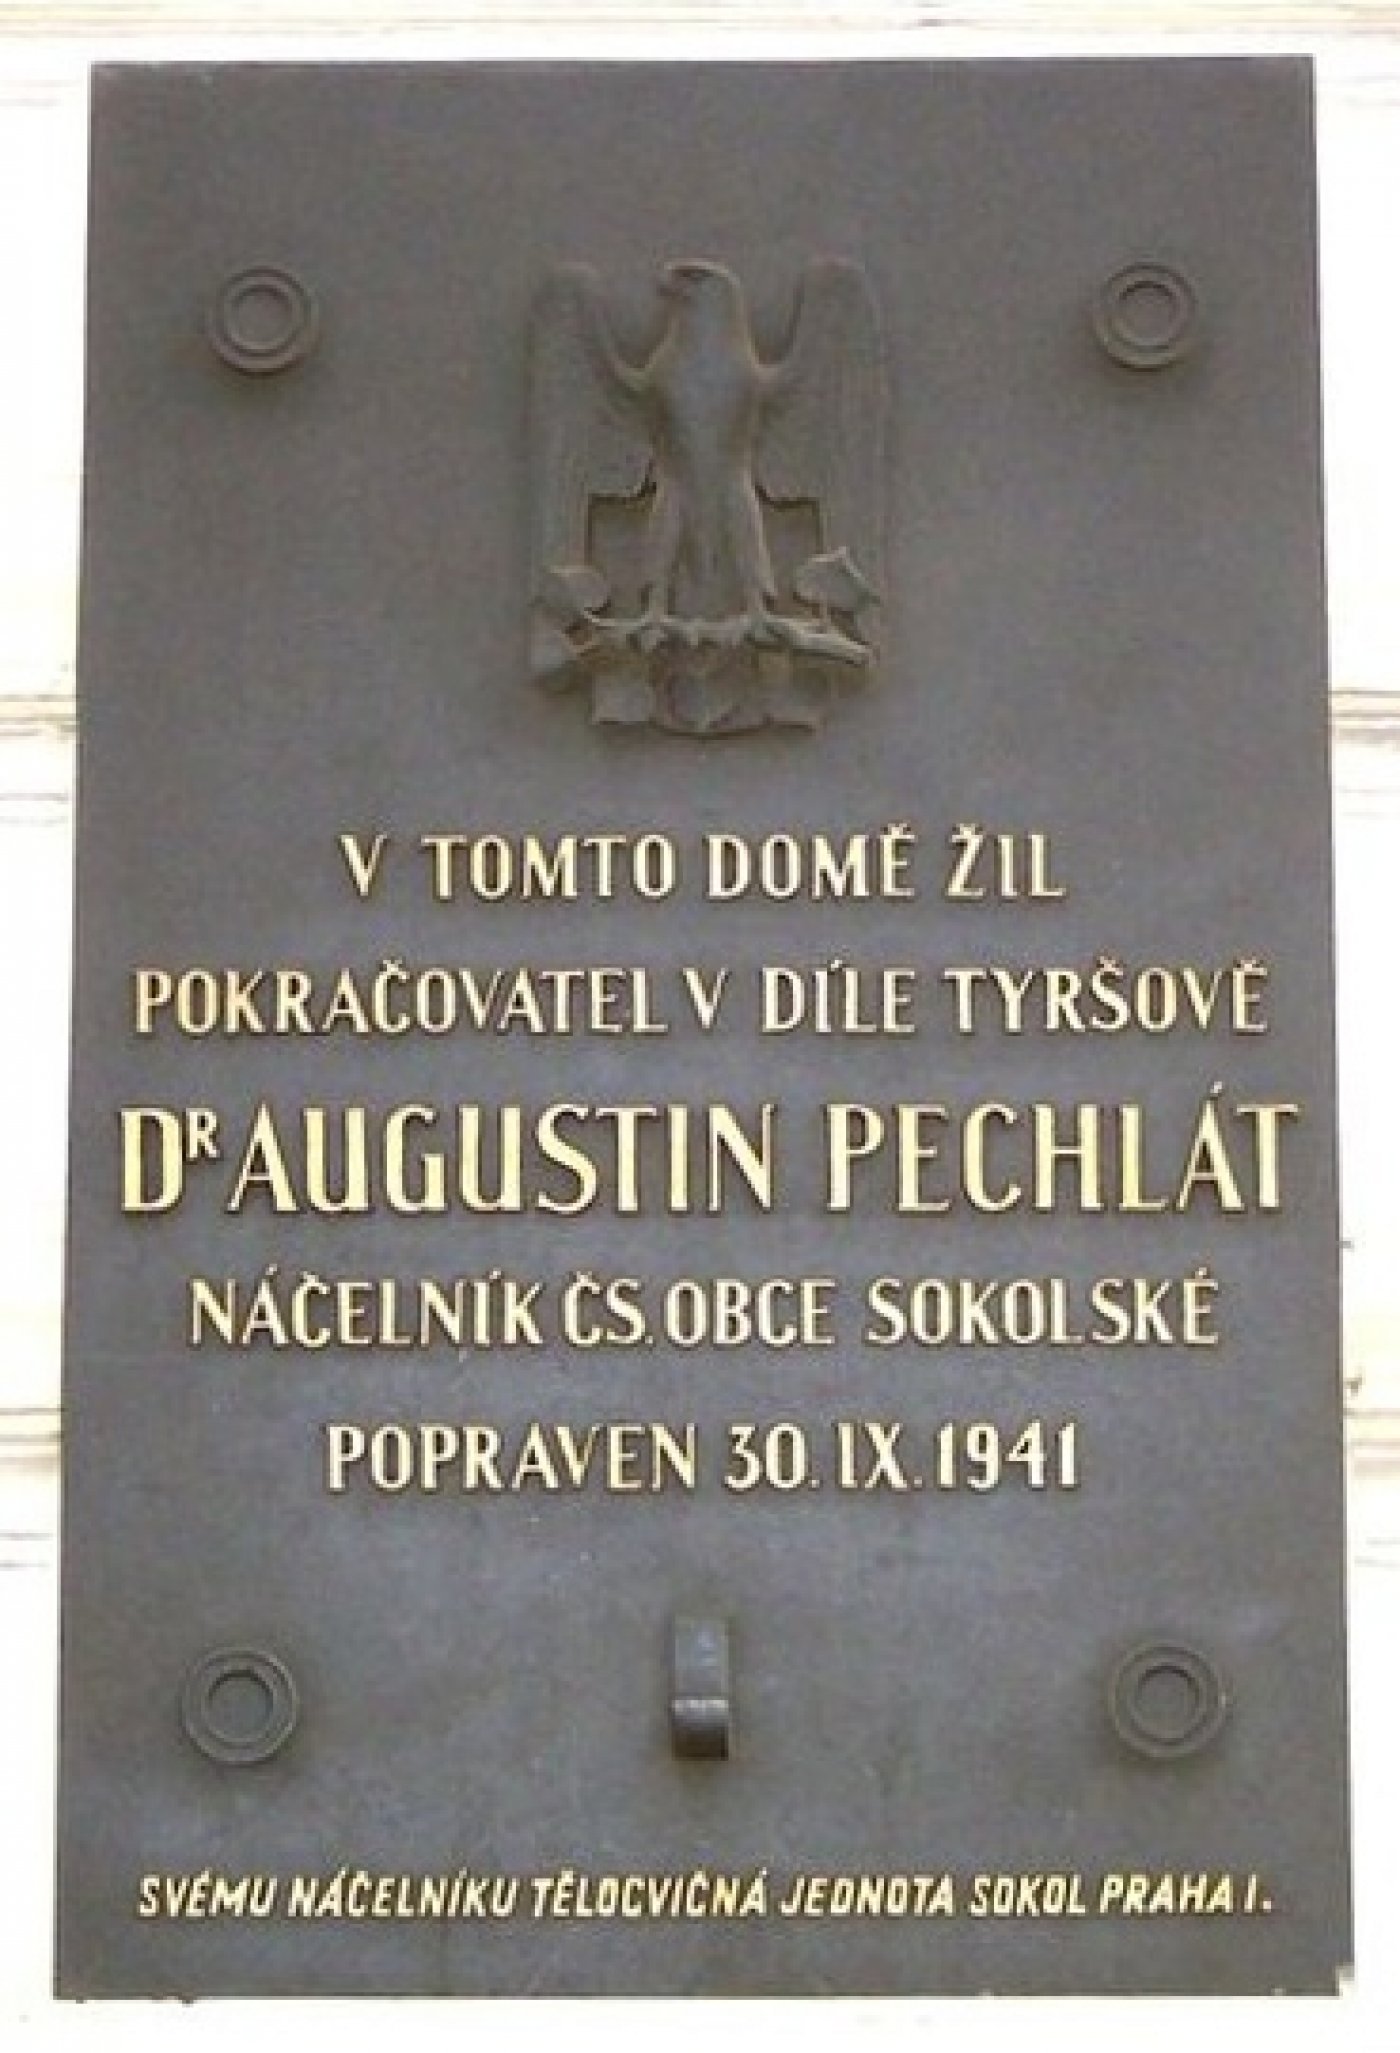 V TOMTO DOMĚ ŽIL
POKRAČOVATEL V DÍLE TYRŠOVĚ
DR AUGUSTIN PECHLÁT
NÁČELNÍK ČS. OBCE SOKOLSKÉ
POPRAVEN 30. IX. 1941
SVÉMU NÁČELNÍKU TĚLOCVIČNÁ JEDNOTA SOKOL PRAHA I.